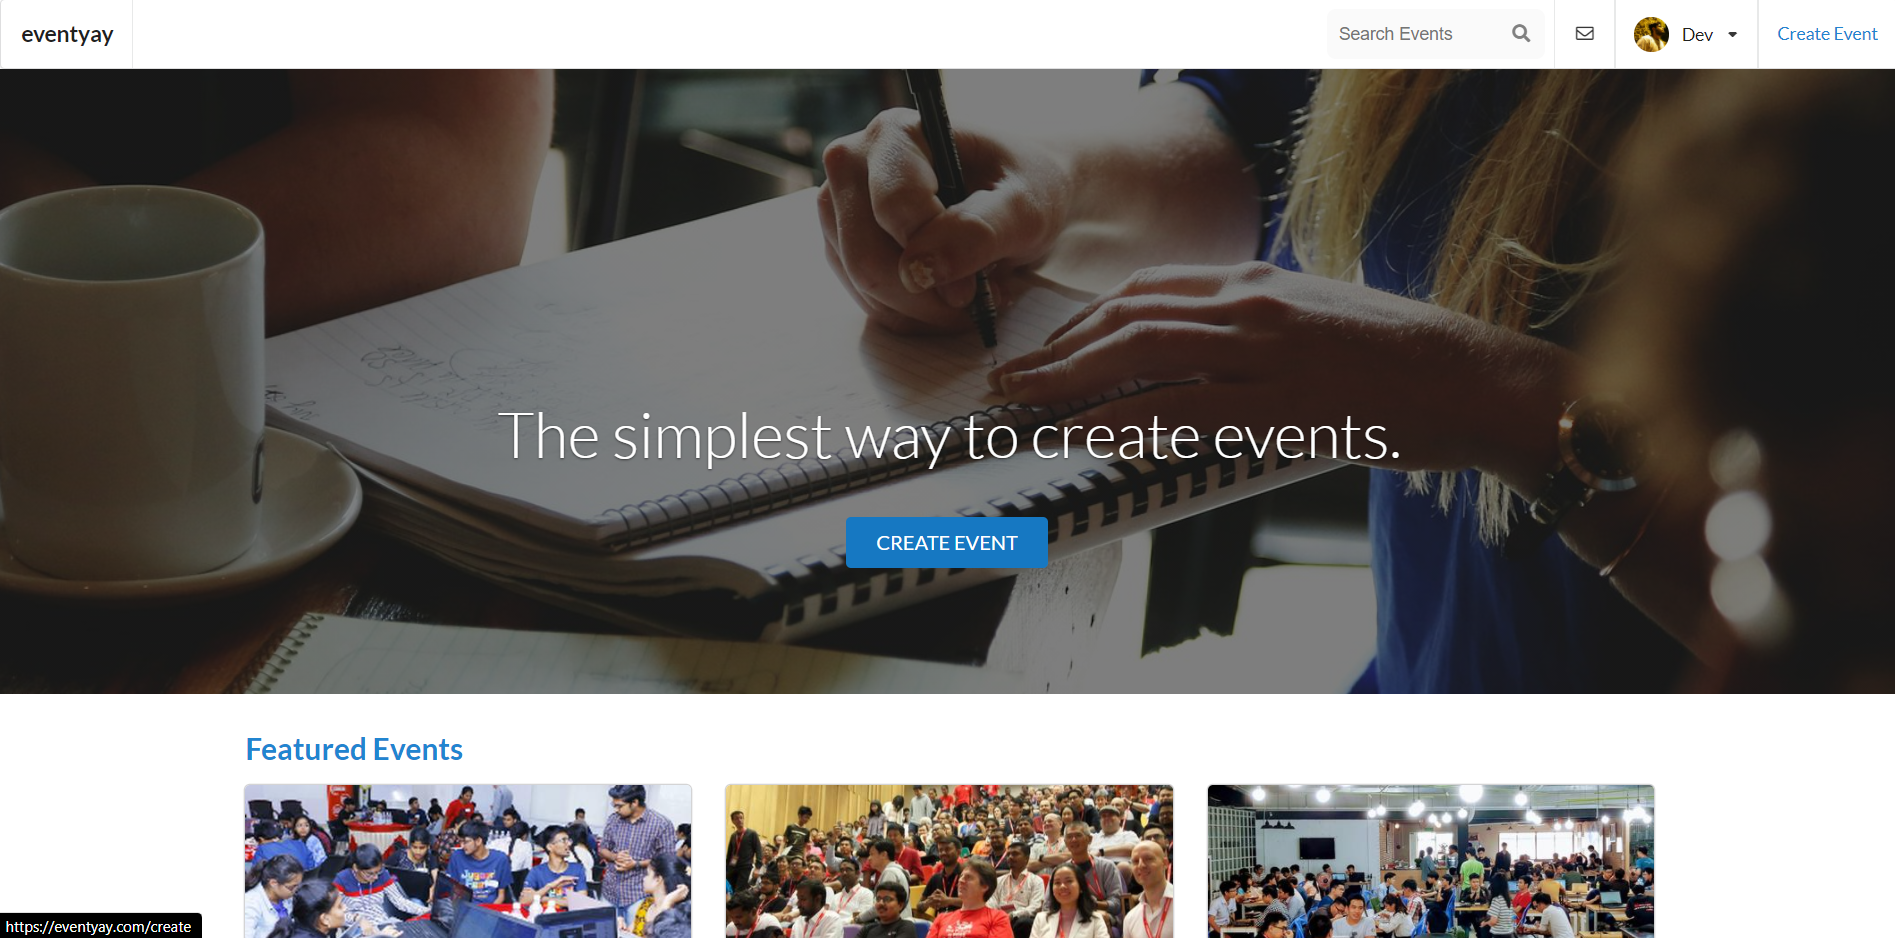 eventyay
Search Events
Dev
Create Event
The simplest way to create events.
CREATE EVENT
Featured Events
https://eventyay.com/create